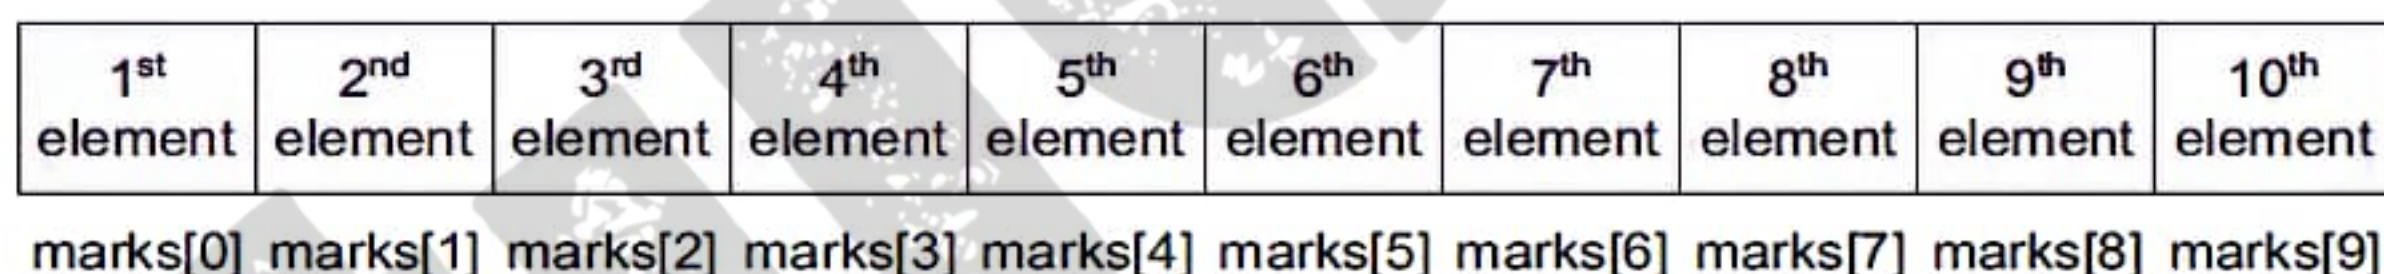 1st 2nd 3rd 4th 5th 6th 7th 8th 9th 10th
element element element element element element element element element element
marks[0] marks[1] marks[2] marks[3] marks[4] marks[5] marks[6] marks[7] marks[8] marks[9]